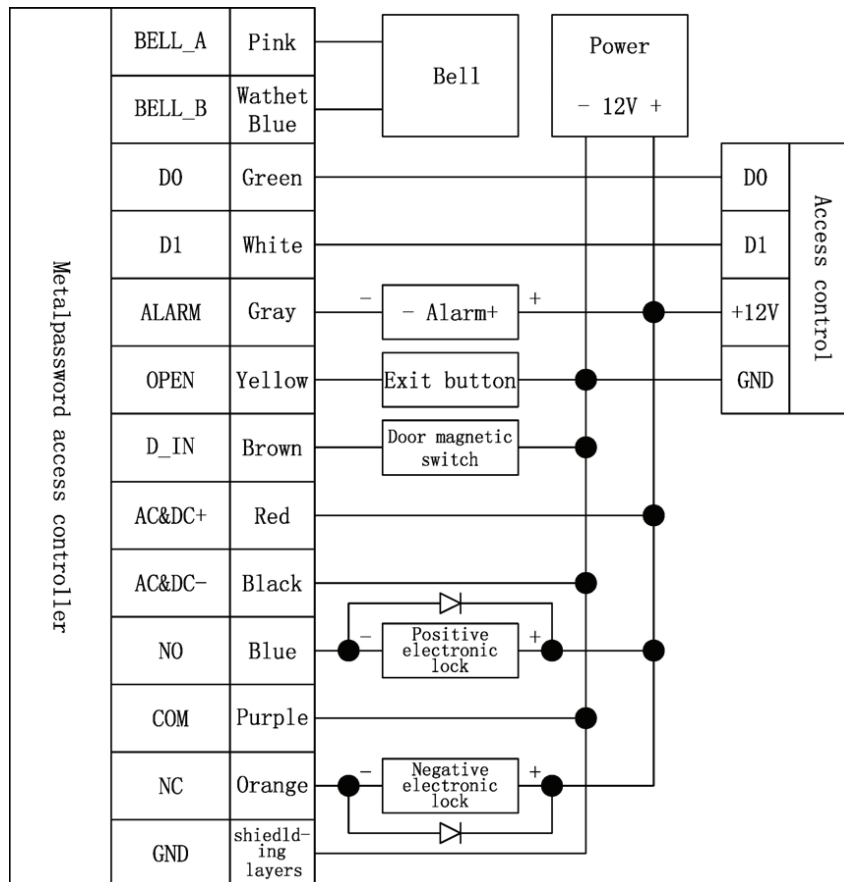 BELL_A Pink
Bell
Power
- 12V +
BELL_B Wathet
Blue
D0 Green D0
D1 White D1
ALARM Gray - - Alarm+ + +12V
OPEN Yellow Exit button GND
Access control
Metalpassword access controller
D_IN Brown Door magnetic
switch
AC&DC+ Red
AC&DC- Black
NO Blue - Positive
electronic
lock +
COM Purple
NC Orange - Negative
electronic
lock +
GND shiedld-
ing
layers